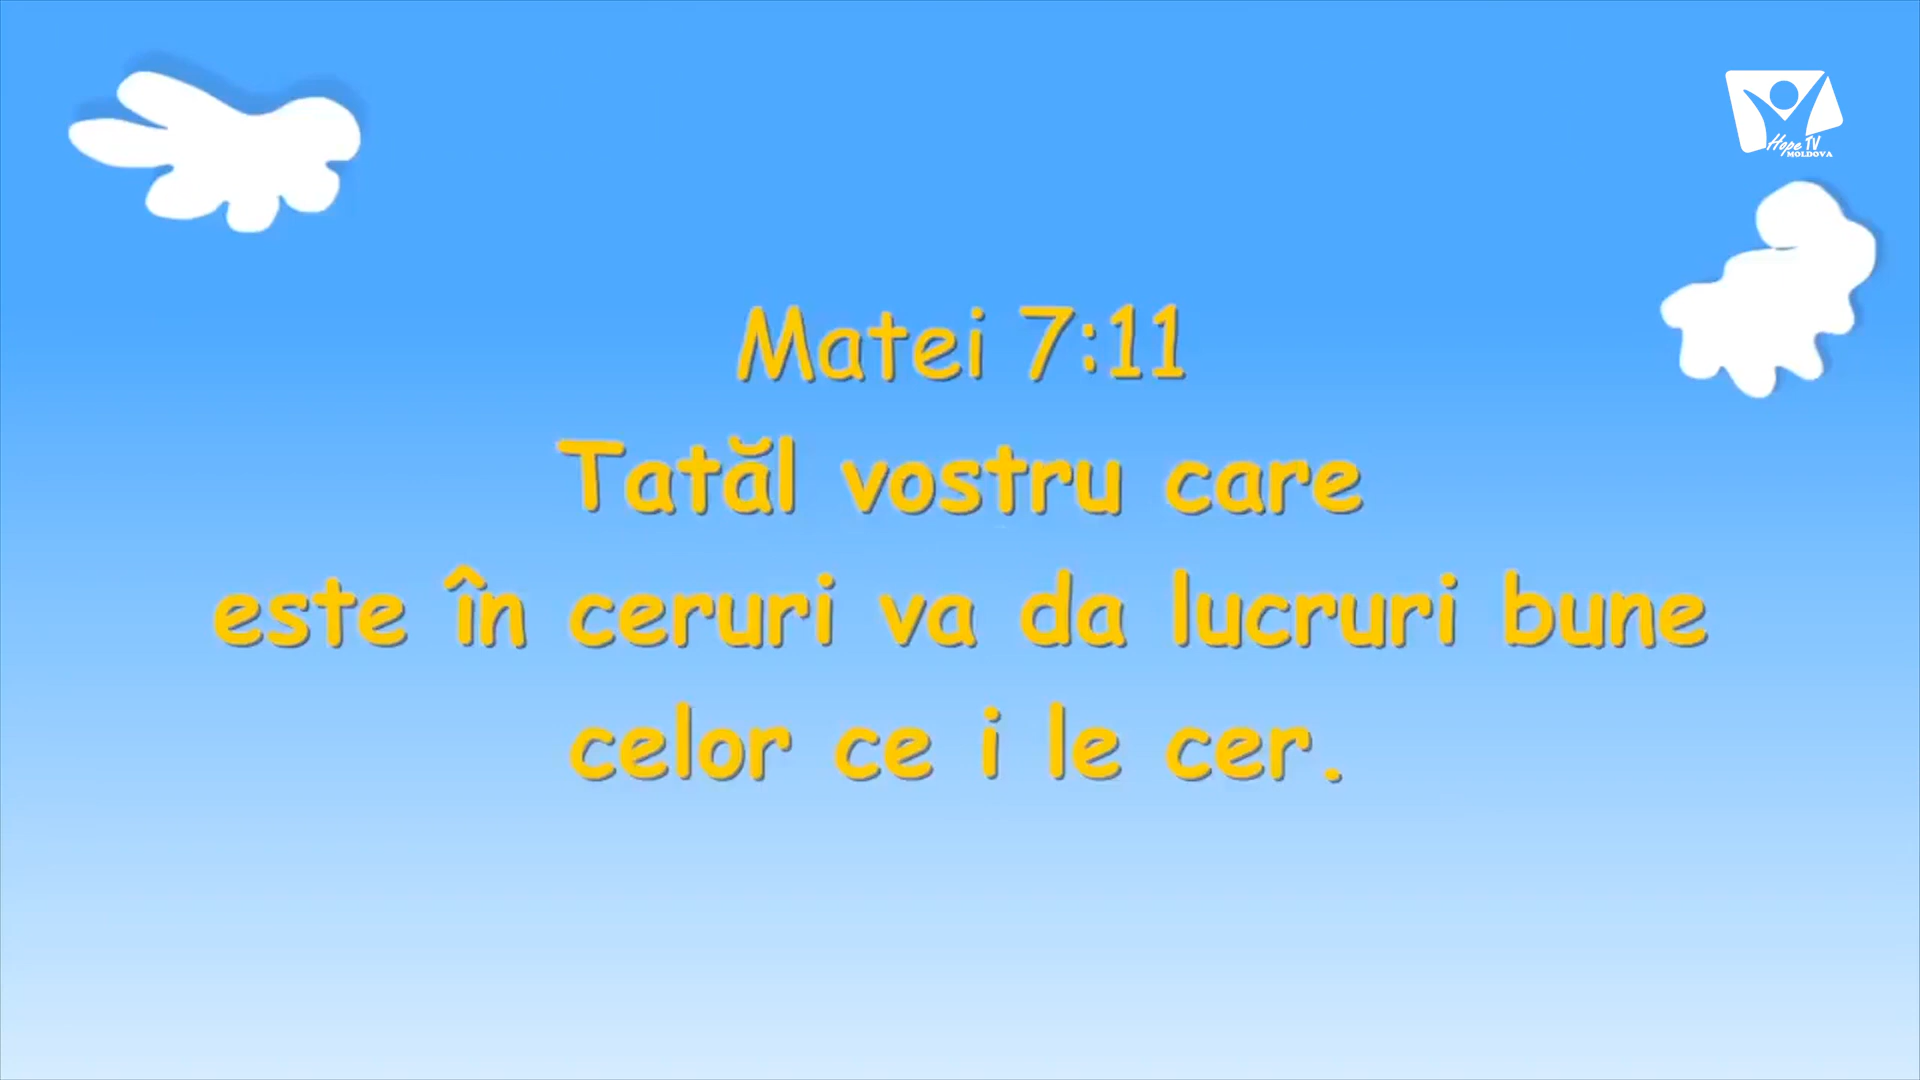 Hope TV
MOLDOVA
Matei 7:11
Tatăl vostru care
este în ceruri va da lucruri bune
celor ce i le cer.